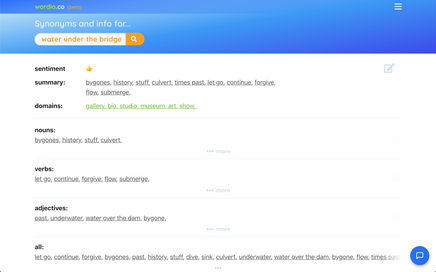 wordio.co
Synonyms and info for...
water under the bridge
sentiment 👍
summary: bygones, history, stuff, culvert, times past, let go, continue, forgive,
flow, submerge,
domains: gallery, bio, studio, museum, art, show,
nouns:
bygones, history, stuff, culvert,
••• more
verbs:
let go, continue, forgive, flow, submerge,
••• more
adjectives:
past, underwater, water over the dam, bygone,
••• more
all:
let go, continue, forgive, bygones, past, history, stuff, dive, sink, culvert, underwater, water over the dam, bygone, flow, times past,
•••